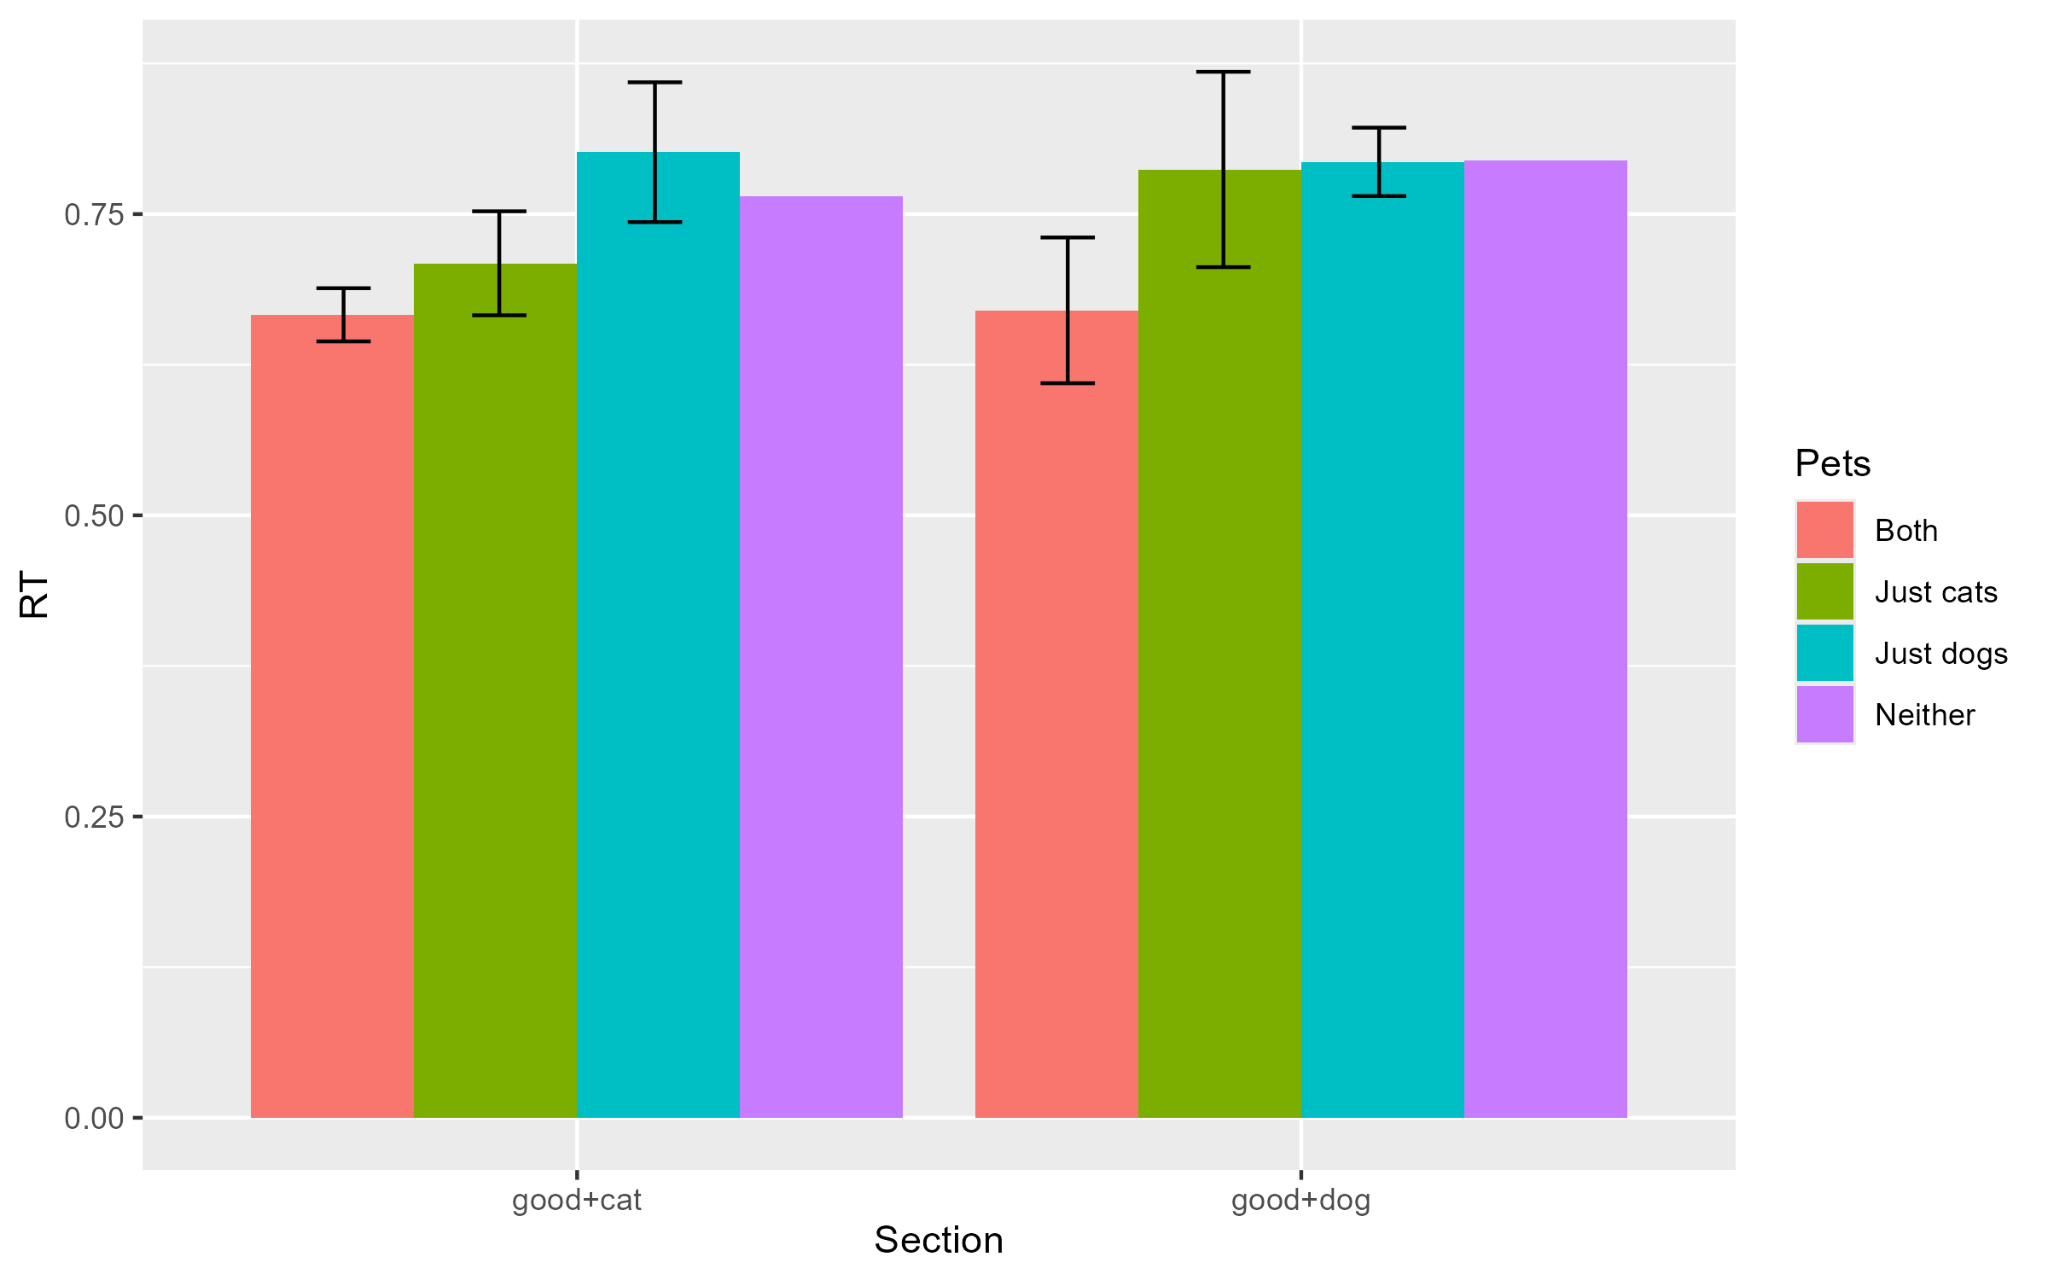 RT
0.75
0.50
0.25
0.00
good+cat
good+dog
Section
Pets
Both
Just cats
Just dogs
Neither